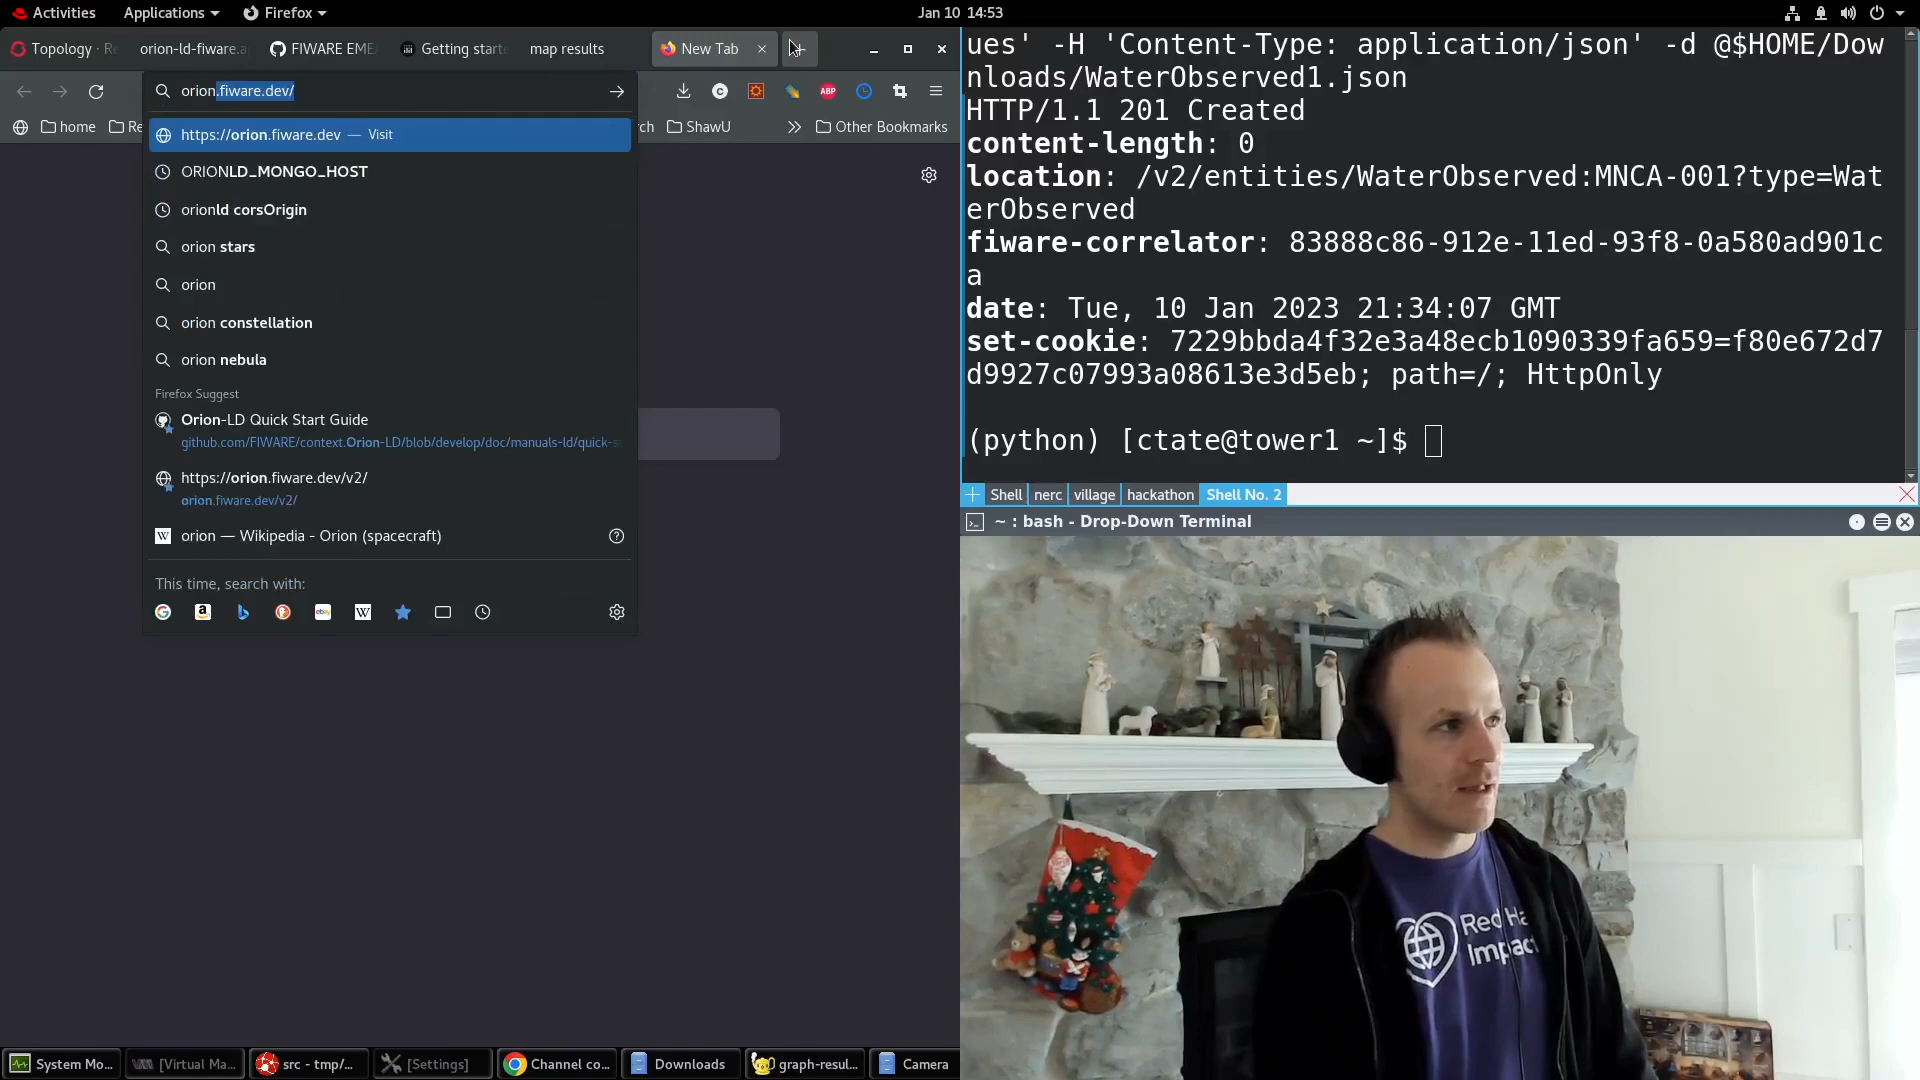 Activities Applications Firefox Jan 10 14:53
Topology · Re
orion-ld-fiware.a
FIWARE EME
Getting starte
map results
New Tab
orion.fiware.dev/
ABP
home
Re
rch
ShawU
Other Bookmarks
https://orion.fiware.dev — Visit
ORIONLD_MONGO_HOST
orionld corsOrigin
orion stars
orion
orion constellation
orion nebula
Firefox Suggest
Orion-LD Quick Start Guide
github.com/FIWARE/context.Orion-LD/blob/develop/doc/manuals-ld/quick-s
https://orion.fiware.dev/v2/
orion.fiware.dev/v2/
orion — Wikipedia - Orion (spacecraft)
This time, search with:
ues' -H 'Content-Type: application/json' -d @$HOME/Dow
nloads/WaterObserved1.json
HTTP/1.1 201 Created
content-length: 0
location: /v2/entities/WaterObserved:MNCA-001?type=Wat
erObserved
fiware-correlator: 83888c86-912e-11ed-93f8-0a580ad901c
a
date: Tue, 10 Jan 2023 21:34:07 GMT
set-cookie: 7229bbda4f32e3a48ecb1090339fa659=f80e672d7
d9927c07993a08613e3d5eb; path=/; HttpOnly
(python) [ctate@tower1 ~]$
Shell nerc village hackathon Shell No. 2
~ : bash - Drop-Down Terminal
Red Ha
Impact
System Mo...
[Virtual Ma...
src - tmp/...
[Settings]
Channel co...
Downloads
graph-resul...
Camera